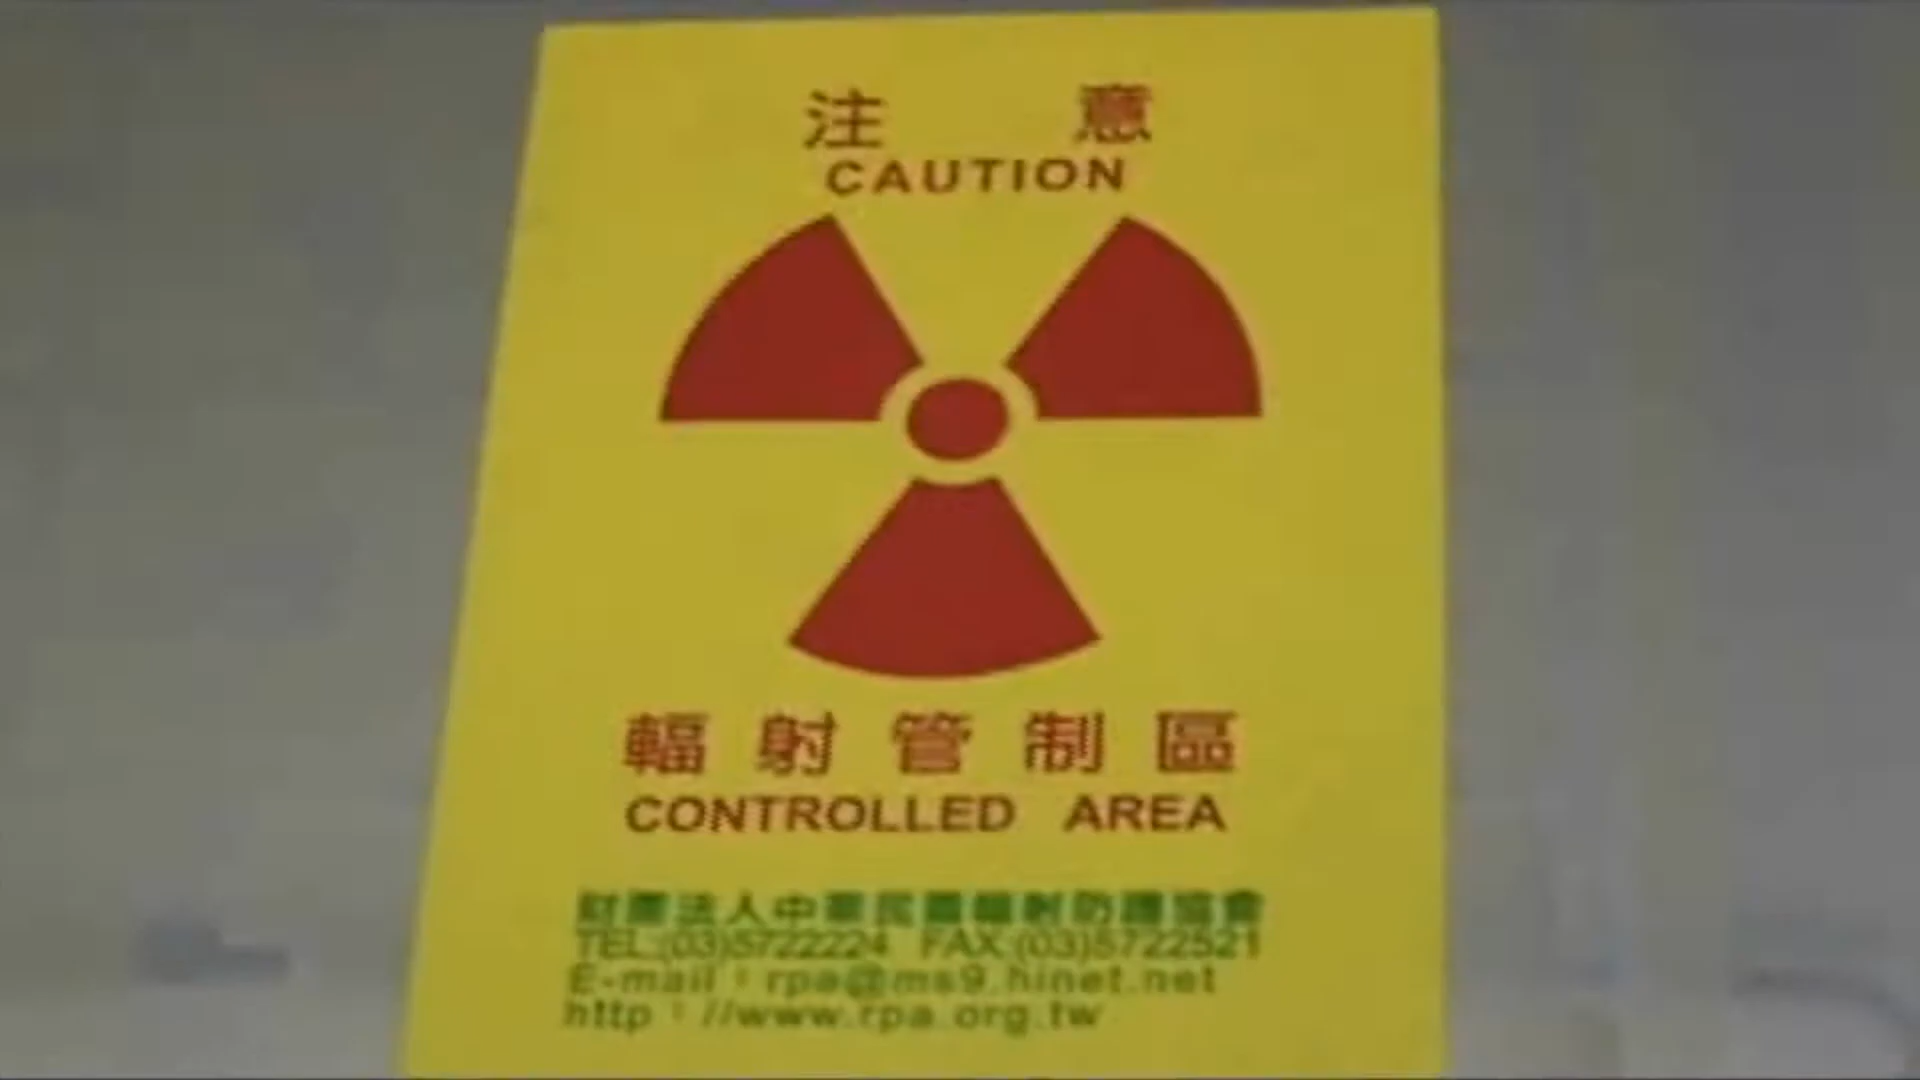 注 意
CAUTION
輻射管制區
CONTROLLED AREA
財團法人中華民國輻射防護協會
TEL:(03)5722224 FAX:(03)5722521
E-mail：rpa@ms9.hinet.net
http：//www.rpa.org.tw